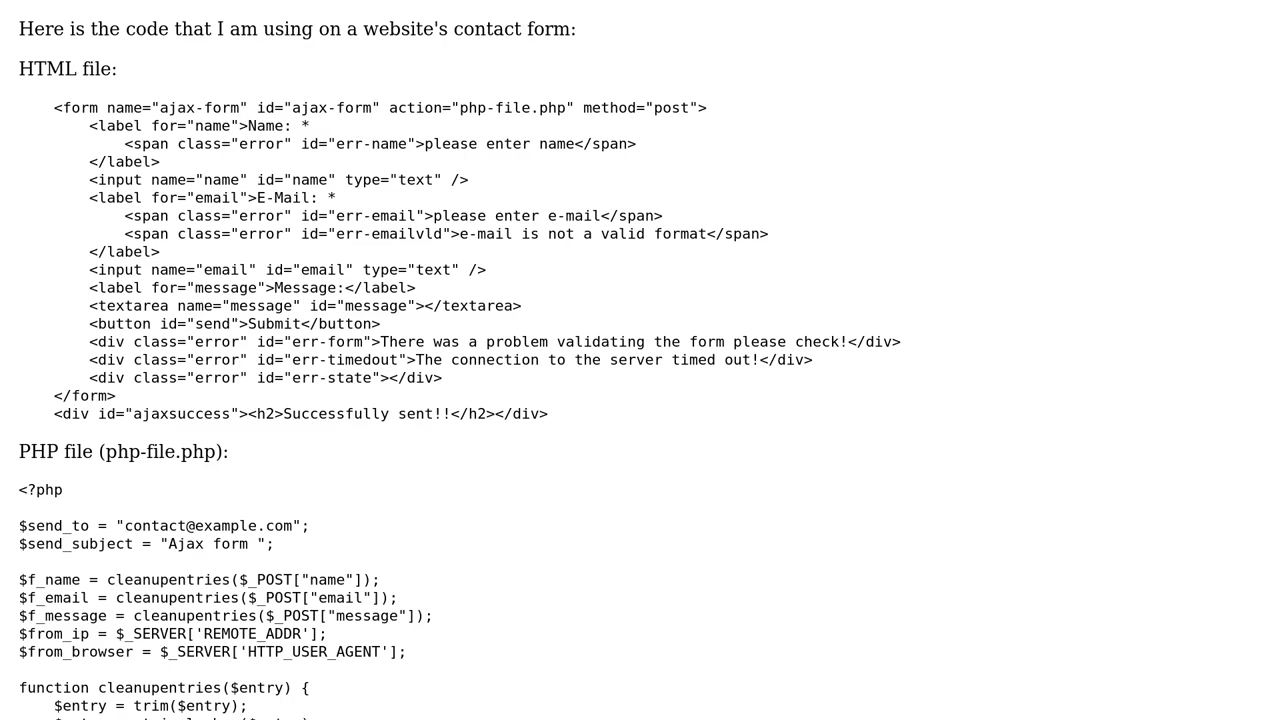 Here is the code that I am using on a website's contact form:
HTML file:
<form name="ajax-form" id="ajax-form" action="php-file.php" method="post">
<label for="name">Name: *
<span class="error" id="err-name">please enter name</span>
</label>
<input name="name" id="name" type="text" />
<label for="email">E-Mail: *
<span class="error" id="err-email">please enter e-mail</span>
<span class="error" id="err-emailvld">e-mail is not a valid format</span>
</label>
<input name="email" id="email" type="text" />
<label for="message">Message:</label>
<textarea name="message" id="message"></textarea>
<button id="send">Submit</button>
<div class="error" id="err-form">There was a problem validating the form please check!</div>
<div class="error" id="err-timedout">The connection to the server timed out!</div>
<div class="error" id="err-state"></div>
</form>
<div id="ajaxsuccess"><h2>Successfully sent!!</h2></div>
PHP file (php-file.php):
<?php
$send_to = "contact@example.com";
$send_subject = "Ajax form ";
$f_name = cleanupentries($_POST["name"]);
$f_email = cleanupentries($_POST["email"]);
$f_message = cleanupentries($_POST["message"]);
$from_ip = $_SERVER['REMOTE_ADDR'];
$from_browser = $_SERVER['HTTP_USER_AGENT'];
function cleanupentries($entry) {
$entry = trim($entry);